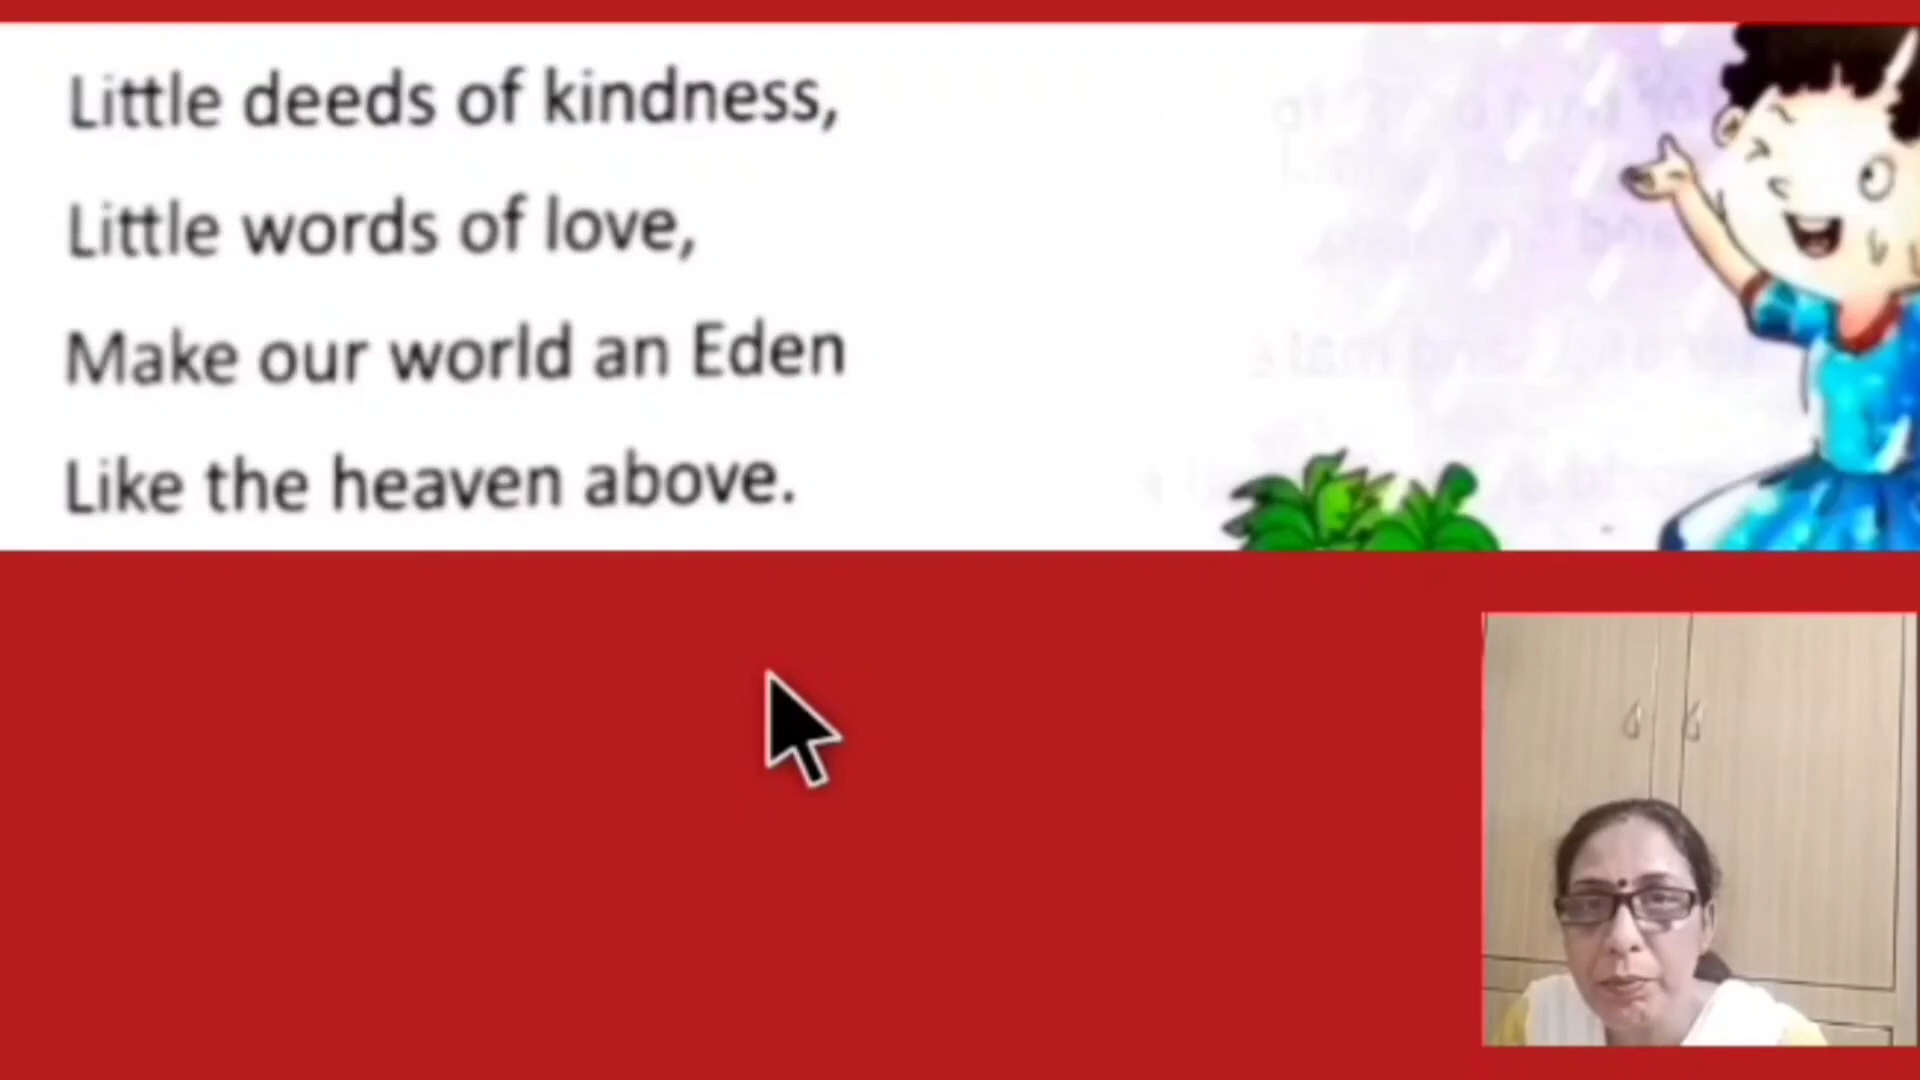 Little deeds of kindness,
Little words of love,
Make our world an Eden
Like the heaven above.